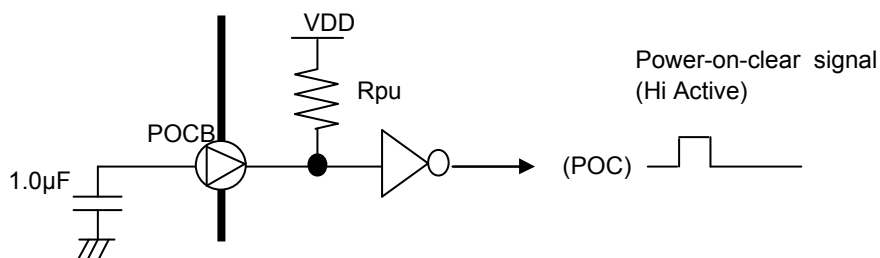 VDD
Power-on-clear signal
(Hi Active)
Rpu
POCB
(POC)
1.0µF